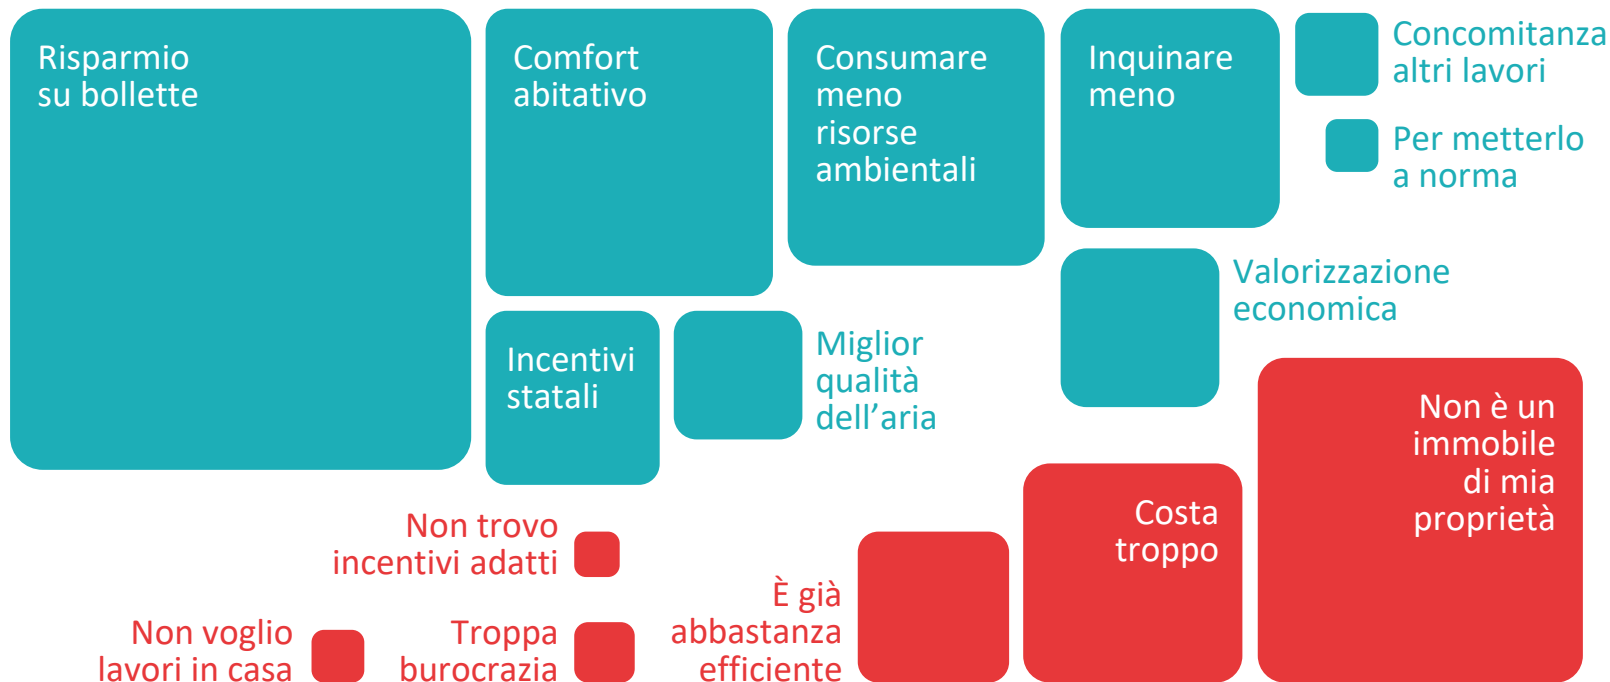 Risparmio
su bollette
Comfort
abitativo
Consumare
meno
risorse
ambientali
Inquinare
meno
Concomitanza
altri lavori
Per metterlo
a norma
Valorizzazione
economica
Incentivi
statali
Miglior
qualità
dell’aria
Non è un
immobile
di mia
proprietà
Costa
troppo
È già
abbastanza
efficiente
Non trovo
incentivi adatti
Troppa
burocrazia
Non voglio
lavori in casa